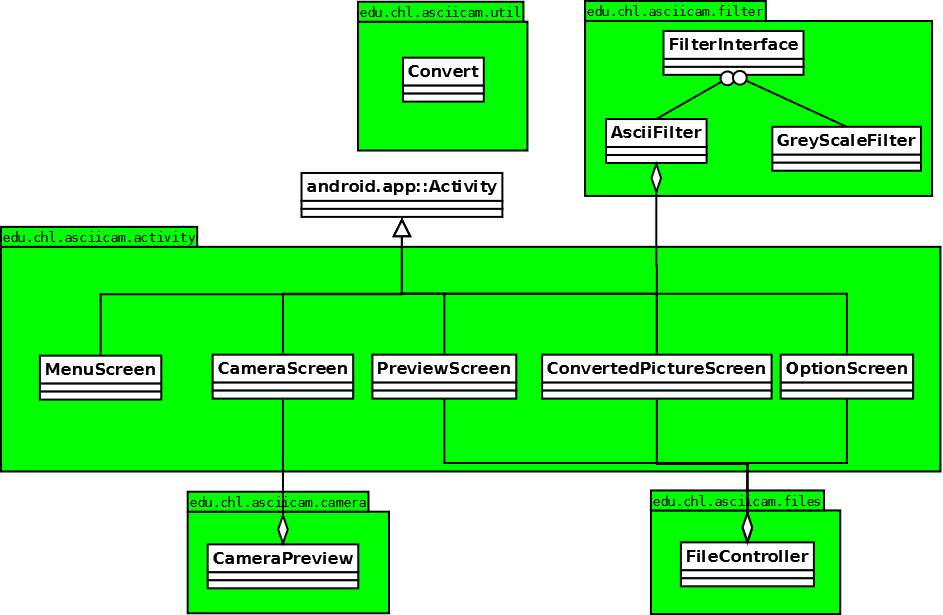 edu.chl.asciicam.util
Convert
edu.chl.asciicam.filter
FilterInterface
AsciiFilter
GreyScaleFilter
android.app::Activity
edu.chl.asciicam.activity
MenuScreen
CameraScreen
PreviewScreen
ConvertedPictureScreen
OptionScreen
edu.chl.asciicam.camera
CameraPreview
edu.chl.asciicam.files
FileController